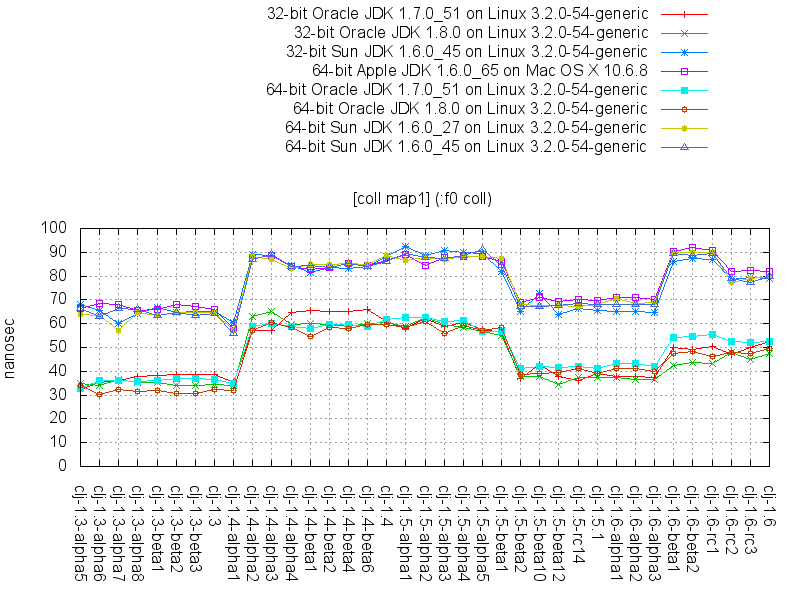 32-bit Oracle JDK 1.7.0_51 on Linux 3.2.0-54-generic
32-bit Oracle JDK 1.8.0 on Linux 3.2.0-54-generic
32-bit Sun JDK 1.6.0_45 on Linux 3.2.0-54-generic
64-bit Apple JDK 1.6.0_65 on Mac OS X 10.6.8
64-bit Oracle JDK 1.7.0_51 on Linux 3.2.0-54-generic
64-bit Oracle JDK 1.8.0 on Linux 3.2.0-54-generic
64-bit Sun JDK 1.6.0_27 on Linux 3.2.0-54-generic
64-bit Sun JDK 1.6.0_45 on Linux 3.2.0-54-generic
[coll map1] (:f0 coll)
nanosec
100
90
80
70
60
50
40
30
20
10
0
clj-1.3-alpha5
clj-1.3-alpha6
clj-1.3-alpha7
clj-1.3-alpha8
clj-1.3-beta1
clj-1.3-beta2
clj-1.3-beta3
clj-1.3
clj-1.4-alpha1
clj-1.4-alpha2
clj-1.4-alpha3
clj-1.4-alpha4
clj-1.4-beta1
clj-1.4-beta2
clj-1.4-beta4
clj-1.4-beta6
clj-1.4
clj-1.5-alpha1
clj-1.5-alpha2
clj-1.5-alpha3
clj-1.5-alpha4
clj-1.5-alpha5
clj-1.5-beta1
clj-1.5-beta2
clj-1.5-beta10
clj-1.5-beta12
clj-1.5-rc14
clj-1.5.1
clj-1.6-alpha1
clj-1.6-alpha2
clj-1.6-alpha3
clj-1.6-beta1
clj-1.6-beta2
clj-1.6-rc1
clj-1.6-rc2
clj-1.6-rc3
clj-1.6